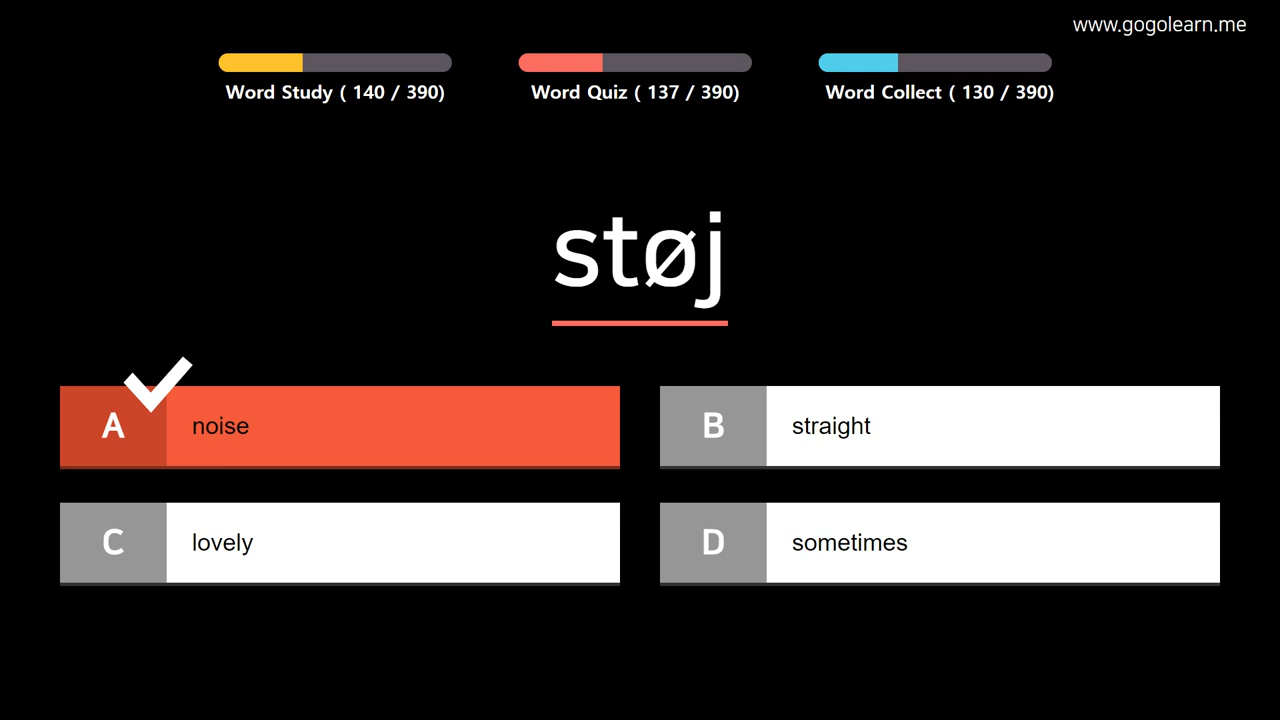 www.gogolearn.me
Word Study ( 140 / 390)
Word Quiz ( 137 / 390)
Word Collect ( 130 / 390)
støj
A noise
B straight
C lovely
D sometimes